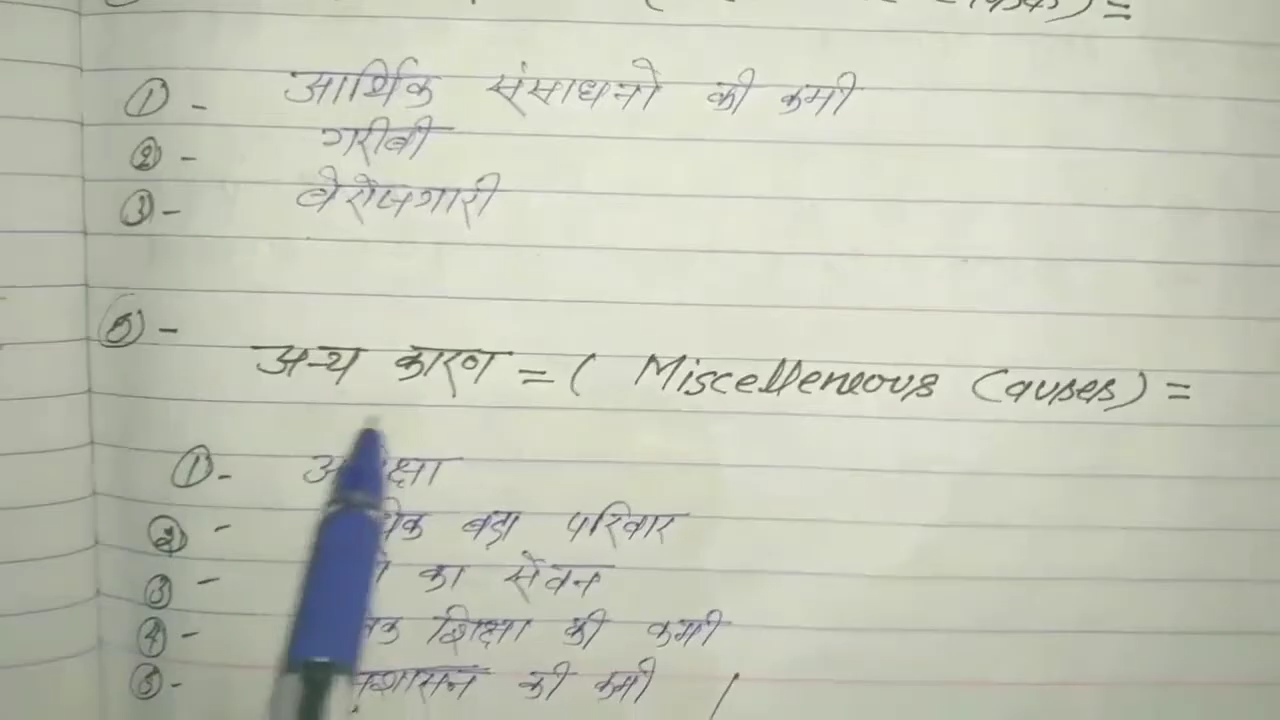 ①- आर्थिक संसाधनो की कमी
②- गरीबी
③- बेरोजगारी
⑤-
अन्य कारण = ( Miscelleneous Causes) =
①-
②- बड़ा परिवार
③- का सेवन
④- शिक्षा की कमी
⑤- की कमी ।